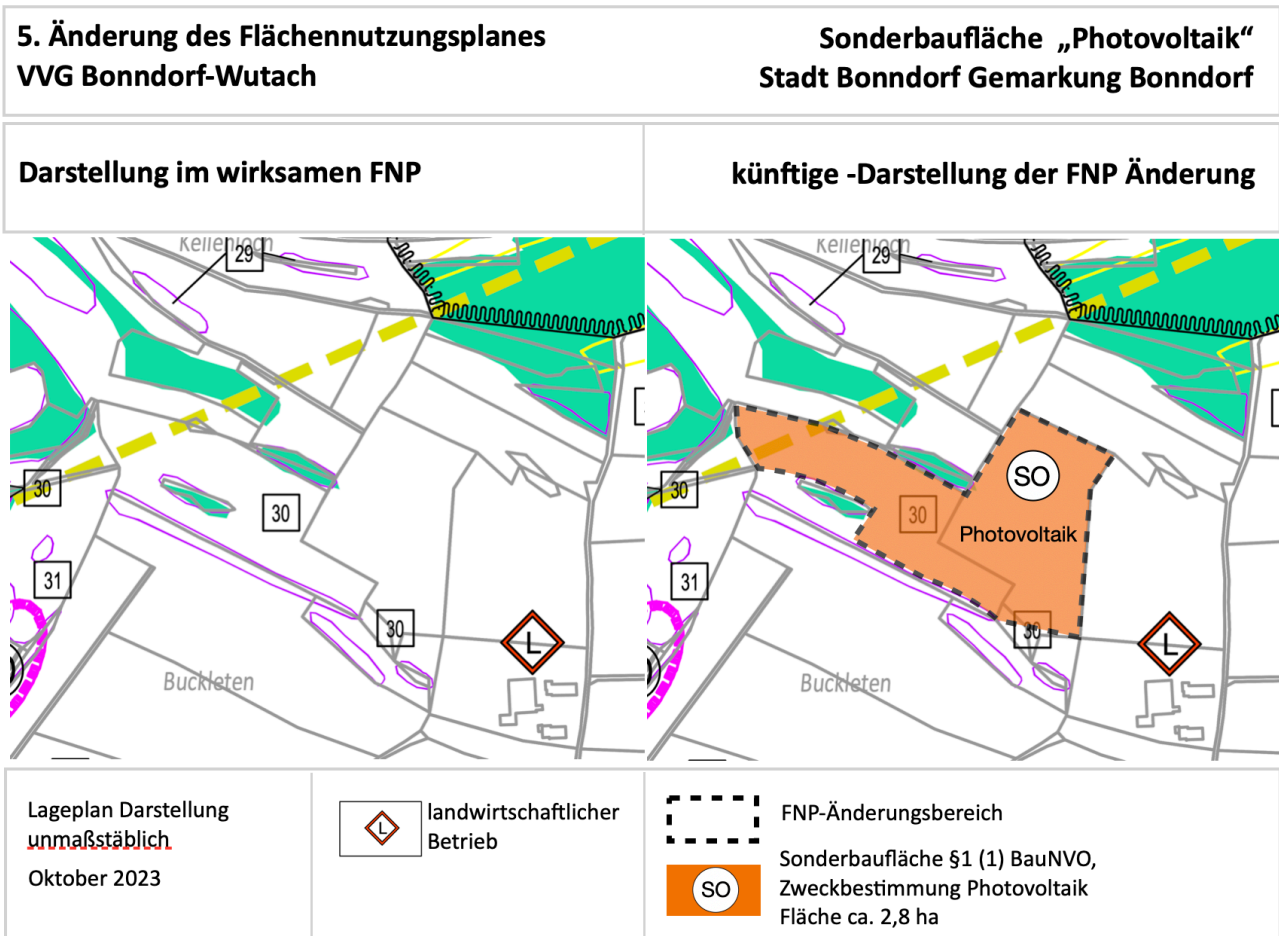 5. Änderung des Flächennutzungsplanes
VVG Bonndorf-Wutach
Sonderbaufläche „Photovoltaik“
Stadt Bonndorf Gemarkung Bonndorf
Darstellung im wirksamen FNP
künftige -Darstellung der FNP Änderung
Kellenloch
29
30
30
31
30
L
Buckleten
Kellenloch
29
30
SO
30
Photovoltaik
31
30
L
Buckleten
Lageplan Darstellung
unmaßstäblich
Oktober 2023
L
landwirtschaftlicher
Betrieb
FNP-Änderungsbereich
SO
Sonderbaufläche §1 (1) BauNVO,
Zweckbestimmung Photovoltaik
Fläche ca. 2,8 ha